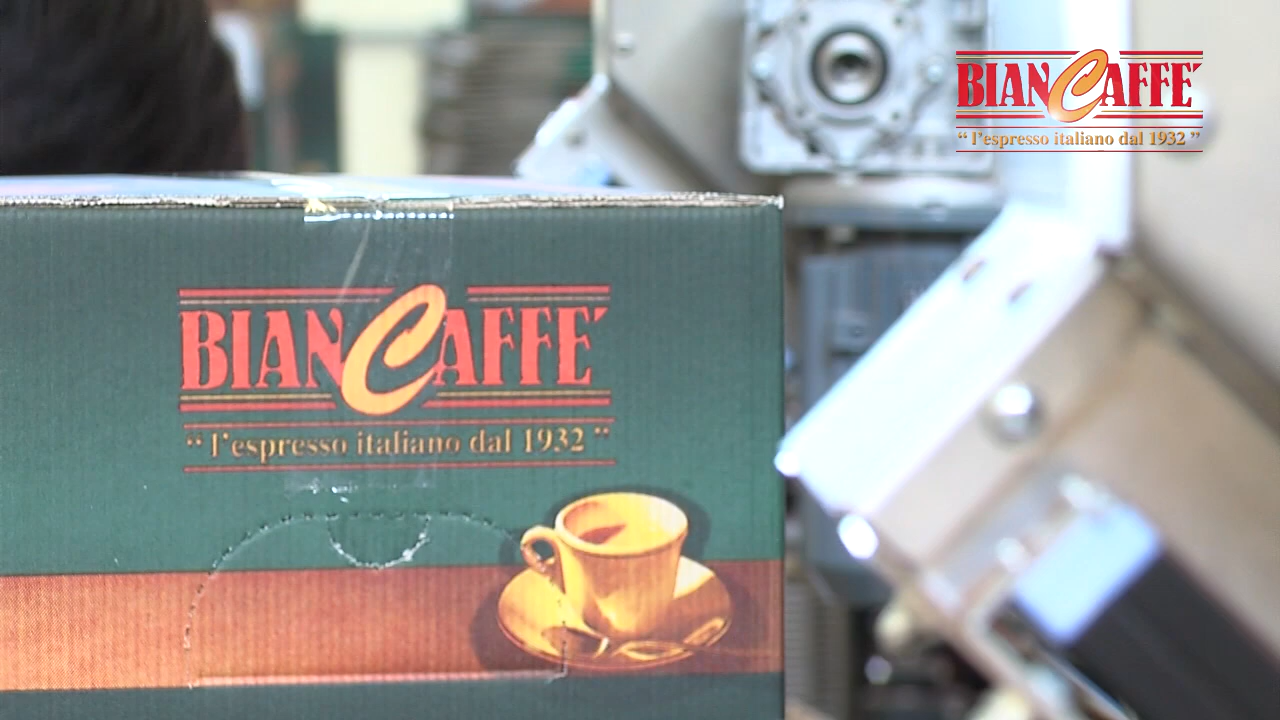 BIANCAFFE´
“ l'espresso italiano dal 1932 ”
BIANCAFFE´
“ l'espresso italiano dal 1932 ”